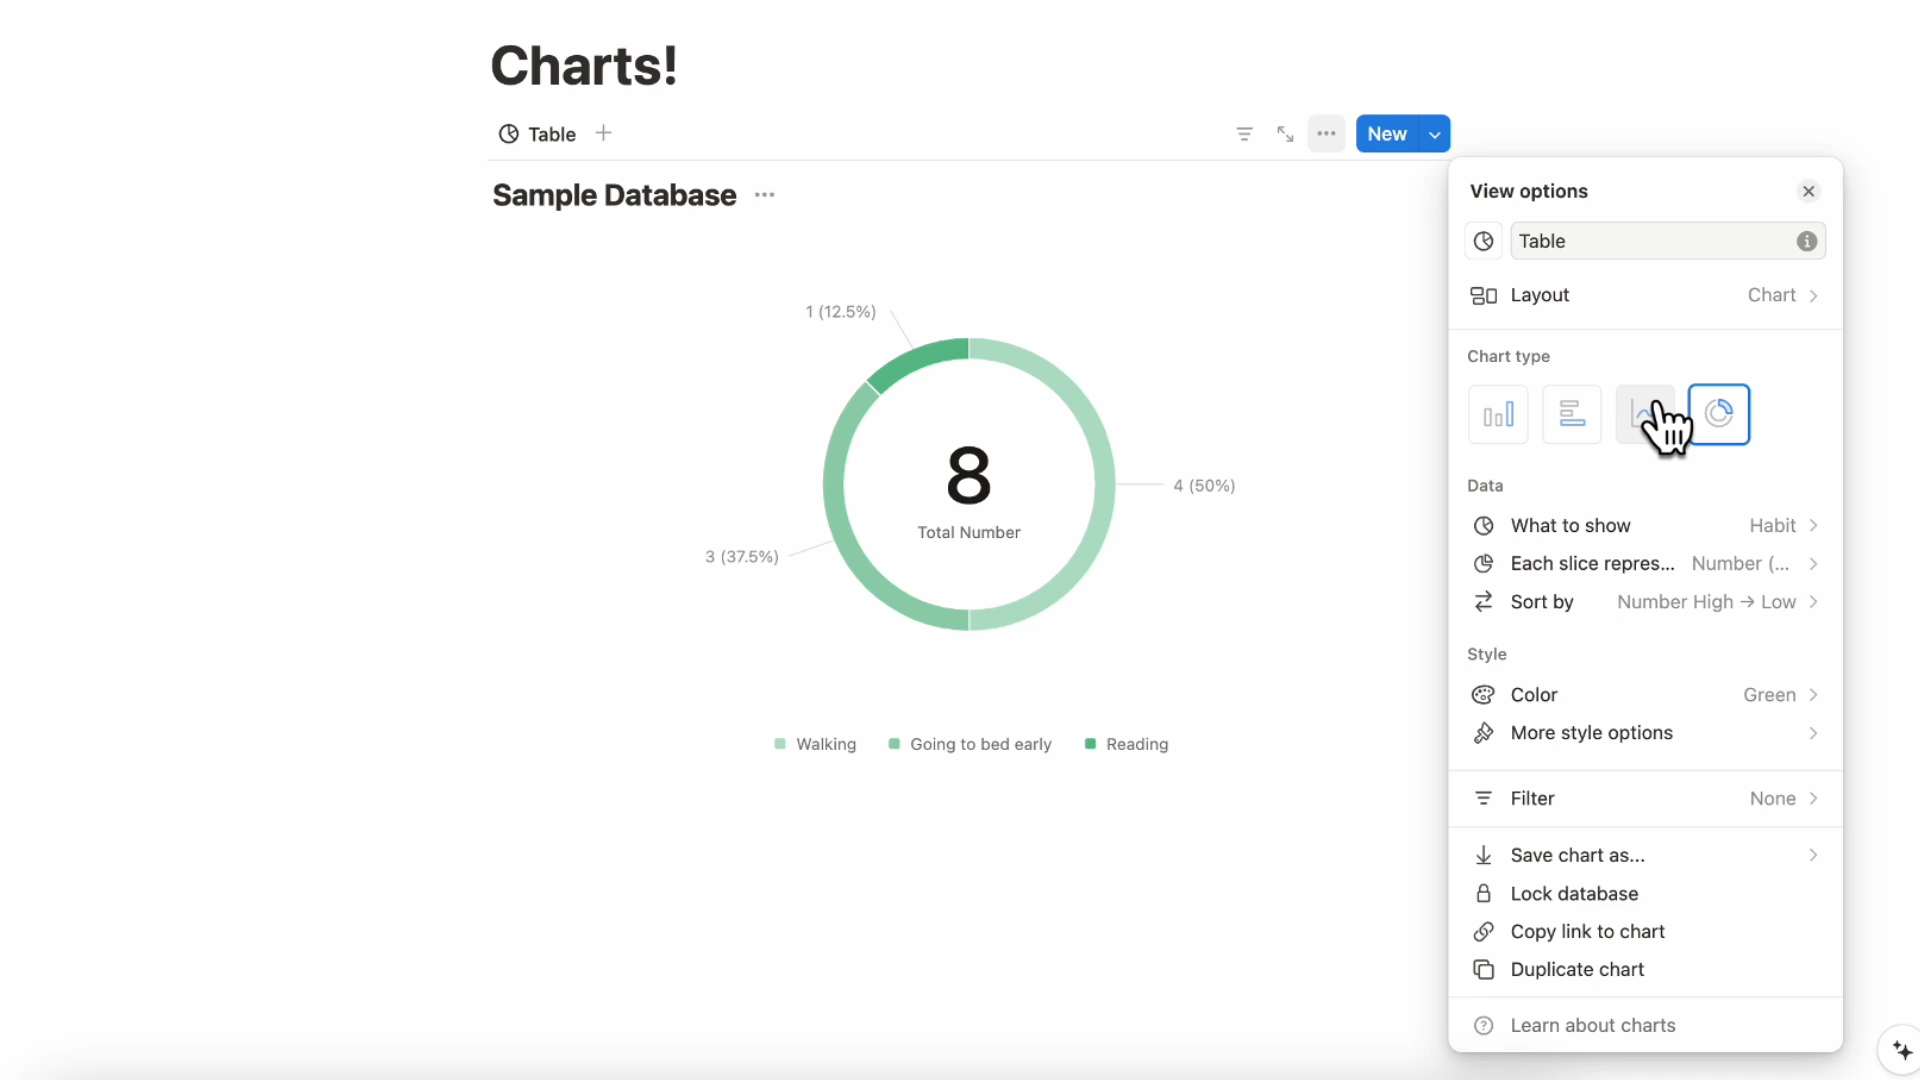 Charts!
Table
New
Sample Database
1 (12.5%)
8
Total Number
4 (50%)
3 (37.5%)
Walking
Going to bed early
Reading
View options
Table
Layout
Chart
Chart type
Data
What to show
Habit
Each slice repres...
Number (...
Sort by
Number High → Low
Style
Color
Green
More style options
Filter
None
Save chart as...
Lock database
Copy link to chart
Duplicate chart
Learn about charts